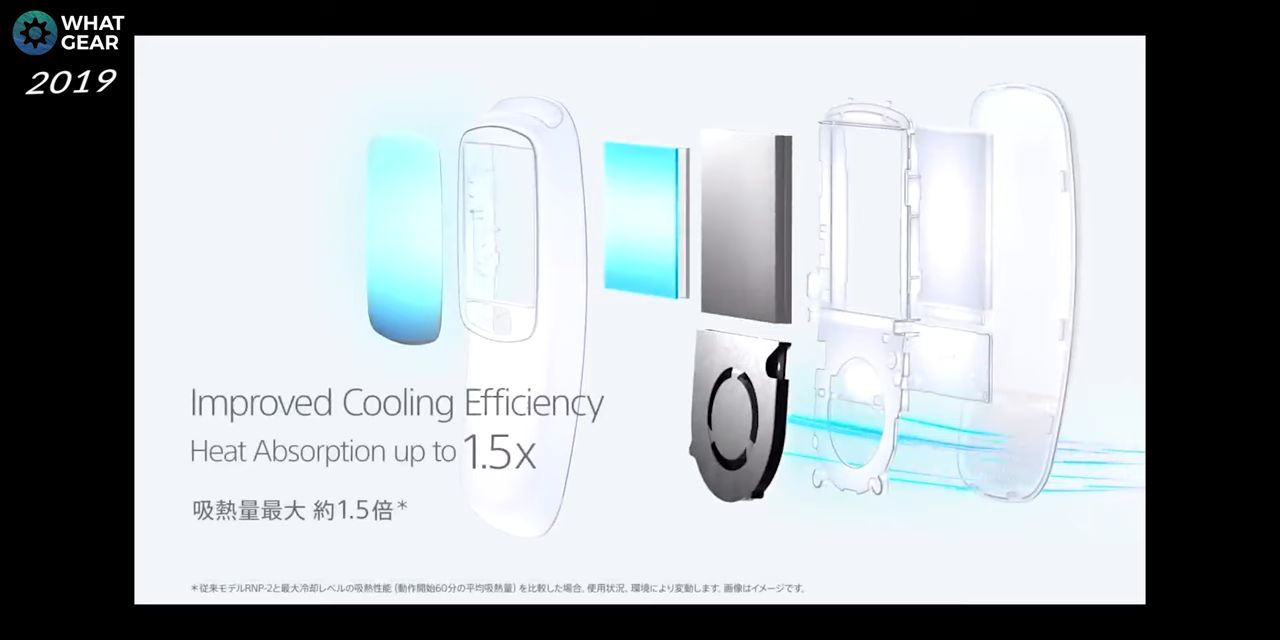 WHAT
GEAR
2019
Improved Cooling Efficiency
Heat Absorption up to 1.5x
吸熱量最大 約1.5倍*
*従来モデルRNP-2と最大冷却レベルの吸熱性能(動作開始60分の平均吸熱量)を比較した場合。使用状況、環境により変動します。画像はイメージです。